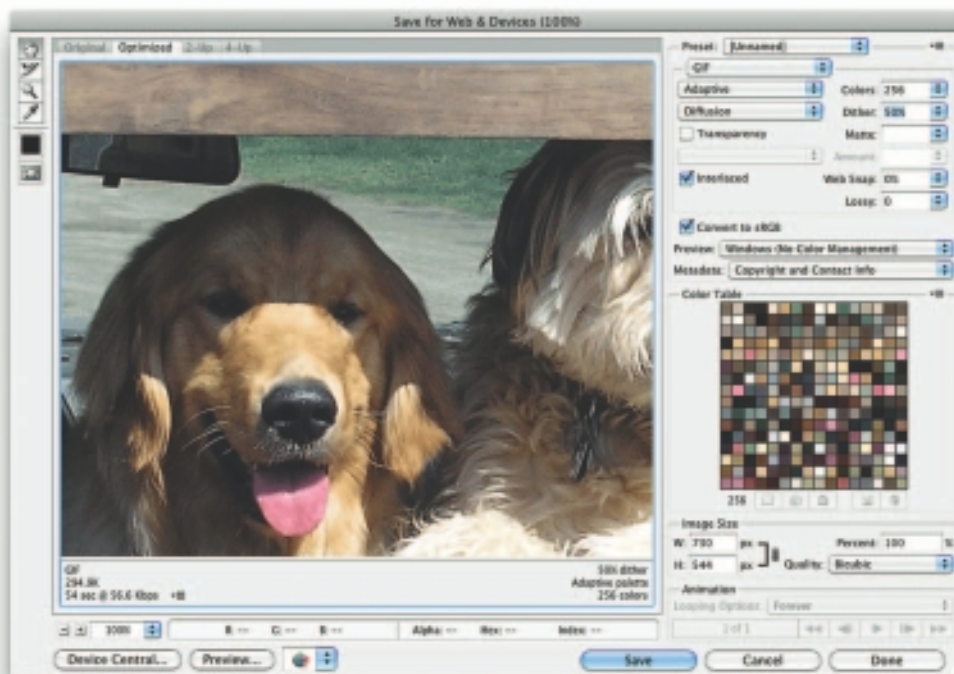 Save for Web & Devices (100%)
Original Optimized 2-Up 4-Up
Preset: [Unnamed]
GIF
Adaptive Colors: 256
Diffusion Dither: 50%
Transparency Matte:
Amount:
Interlaced Web Snap: 0%
Lossy: 0
Convert to sRGB
Preview: Windows (No Color Management)
Metadata: Copyright and Contact Info
Color Table
256
Image Size
W: 730 px Percent: 100 %
H: 544 px Quality: Bicubic
Animation
Looping Options: Forever
1 of 1
GIF 50% dither
294.9K Adaptive palette
54 sec @ 56.6 Kbps 256 colors
100% R: -- G: -- B: -- Alpha: -- Hex: -- Index: --
Device Central... Preview... Save Cancel Done